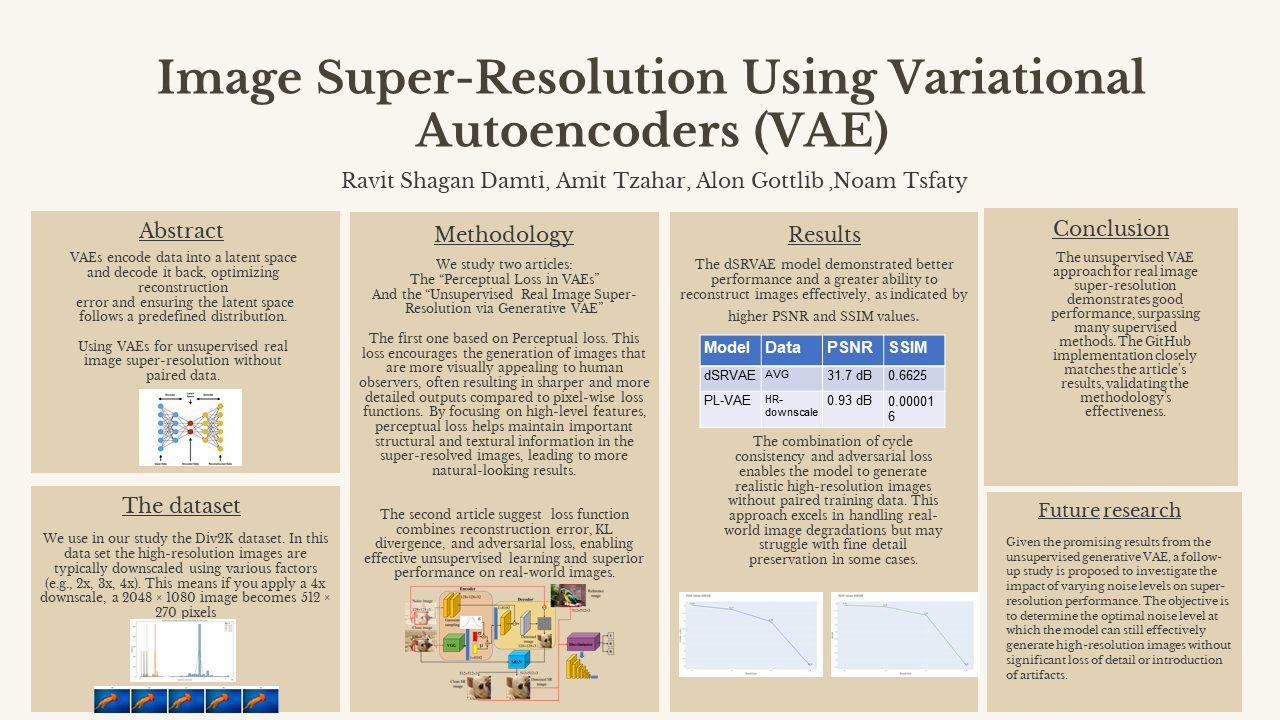 Image Super-Resolution Using Variational
Autoencoders (VAE)
Ravit Shagan Damti, Amit Tzahar, Alon Gottlib ,Noam Tsfaty
Abstract
VAEs encode data into a latent space
and decode it back, optimizing
reconstruction
error and ensuring the latent space
follows a predefined distribution.
Using VAEs for unsupervised real
image super-resolution without
paired data.
The dataset
We use in our study the Div2K dataset. In this
data set the high-resolution images are
typically downscaled using various factors
(e.g., 2x, 3x, 4x). This means if you apply a 4x
downscale, a 2048 × 1080 image becomes 512 ×
270 pixels
Methodology
We study two articles:
The “Perceptual Loss in VAEs”
And the “Unsupervised Real Image Super-
Resolution via Generative VAE”
The first one based on Perceptual loss. This
loss encourages the generation of images that
are more visually appealing to human
observers, often resulting in sharper and more
detailed outputs compared to pixel-wise loss
functions. By focusing on high-level features,
perceptual loss helps maintain important
structural and textural information in the
super-resolved images, leading to more
natural-looking results.
The second article suggest loss function
combines reconstruction error, KL
divergence, and adversarial loss, enabling
effective unsupervised learning and superior
performance on real-world images.
Encoder
Decoder
Noisy image
Clean image
VGG
Reference
image
Discriminator
Denoised
image
SRSN
Clean SR
image
Denoised SR
image
Results
The dSRVAE model demonstrated better
performance and a greater ability to
reconstruct images effectively, as indicated by
higher PSNR and SSIM values.
Model Data PSNR SSIM
dSRVAE AVG 31.7 dB 0.6625
PL-VAE HR- 0.93 dB 0.00001
downscale 6
The combination of cycle
consistency and adversarial loss
enables the model to generate
realistic high-resolution images
without paired training data. This
approach excels in handling real-
world image degradations but may
struggle with fine detail
preservation in some cases.
Conclusion
The unsupervised VAE
approach for real image
super-resolution
demonstrates good
performance, surpassing
many supervised
methods. The GitHub
implementation closely
matches the article's
results, validating the
methodology's
effectiveness.
Future research
Given the promising results from the
unsupervised generative VAE, a follow-
up study is proposed to investigate the
impact of varying noise levels on super-
resolution performance. The objective is
to determine the optimal noise level at
which the model can still effectively
generate high-resolution images without
significant loss of detail or introduction
of artifacts.